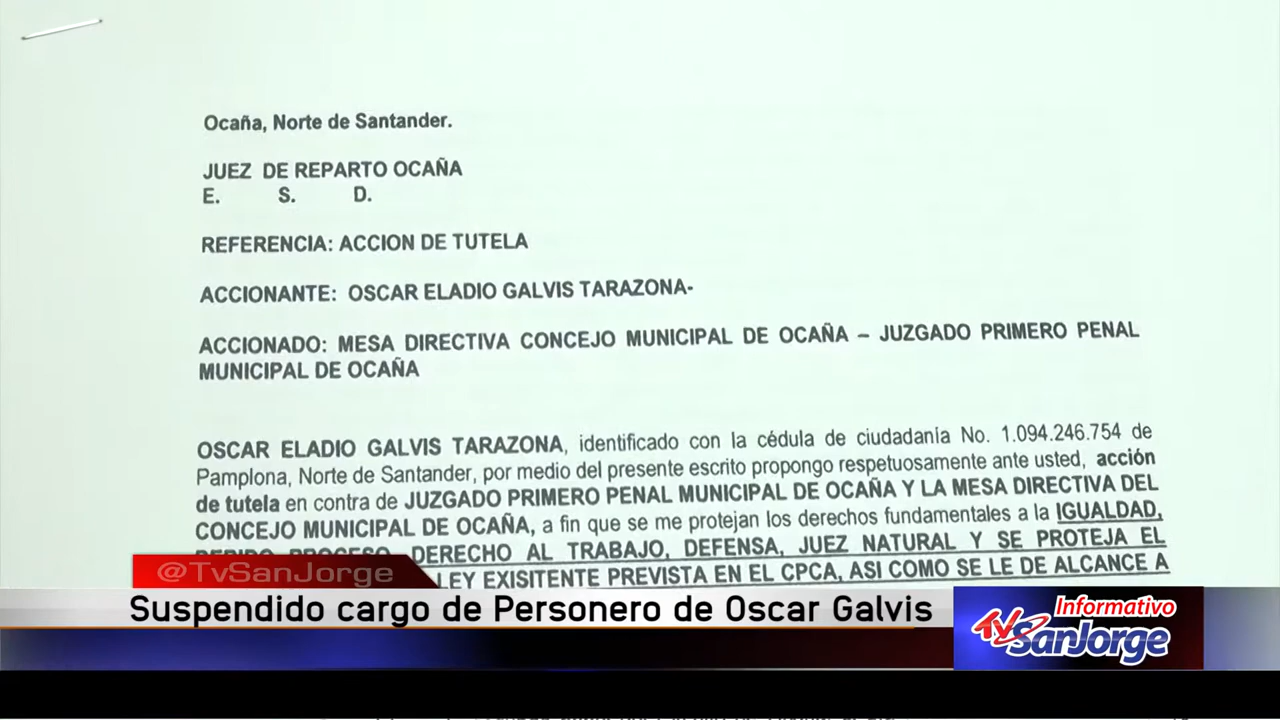 Ocaña, Norte de Santander.
JUEZ DE REPARTO OCAÑA
E. S. D.
REFERENCIA: ACCION DE TUTELA
ACCIONANTE: OSCAR ELADIO GALVIS TARAZONA-
ACCIONADO: MESA DIRECTIVA CONCEJO MUNICIPAL DE OCAÑA – JUZGADO PRIMERO PENAL
MUNICIPAL DE OCAÑA
OSCAR ELADIO GALVIS TARAZONA, identificado con la cédula de ciudadanía No. 1.094.246.754 de
Pamplona, Norte de Santander, por medio del presente escrito propongo respetuosamente ante usted, acción
de tutela en contra de JUZGADO PRIMERO PENAL MUNICIPAL DE OCAÑA Y LA MESA DIRECTIVA DEL
CONCEJO MUNICIPAL DE OCAÑA, a fin que se me protejan los derechos fundamentales a la IGUALDAD,
DEBIDO PROCESO, DERECHO AL TRABAJO, DEFENSA, JUEZ NATURAL Y SE PROTEJA EL
LEY EXISITENTE PREVISTA EN EL CPCA, ASI COMO SE LE DE ALCANCE A
@TvSanJorge
Suspendido cargo de Personero de Oscar Galvis
Informativo
TV SanJorge